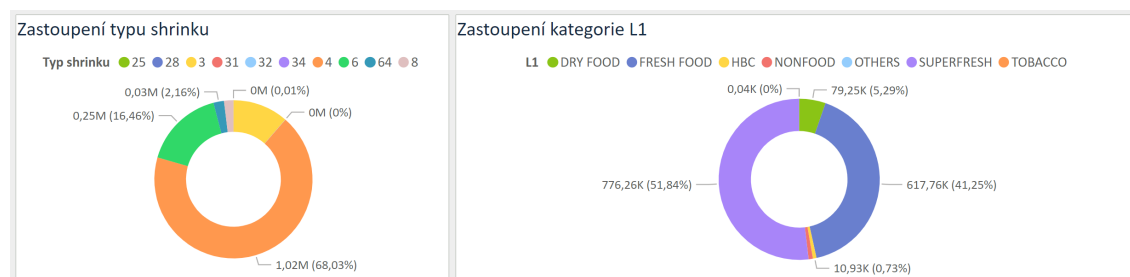 Zastoupení typu shrinku
Typ shrinku 25 28 3 31 32 34 4 6 64 8
0,03M (2,16%)
0M (0,01%)
0,25M (16,46%)
0M (0%)
1,02M (68,03%)
Zastoupení kategorie L1
L1 DRY FOOD FRESH FOOD HBC NONFOOD OTHERS SUPERFRESH TOBACCO
0,04K (0%)
79,25K (5,29%)
776,26K (51,84%)
617,76K (41,25%)
10,93K (0,73%)